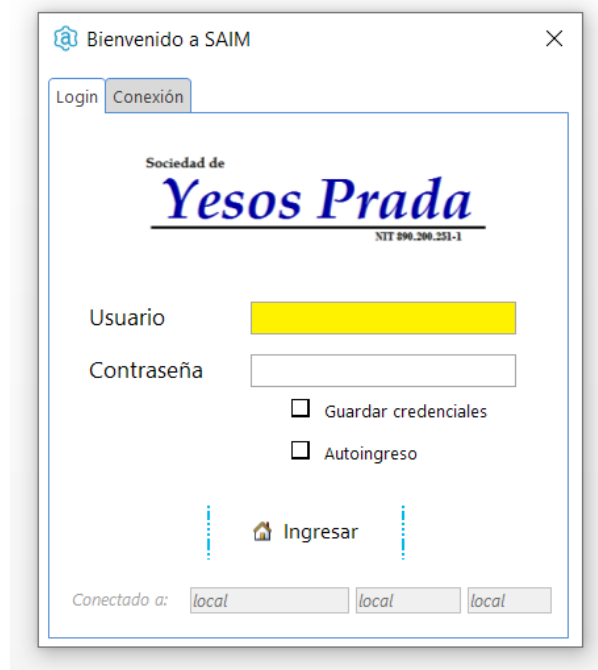 Bienvenido a SAIM
Login Conexión
Sociedad de
Yesos Prada
NIT 890.200.251-1
Usuario
Contraseña
Guardar credenciales
Autoingreso
Ingresar
Conectado a: local local local